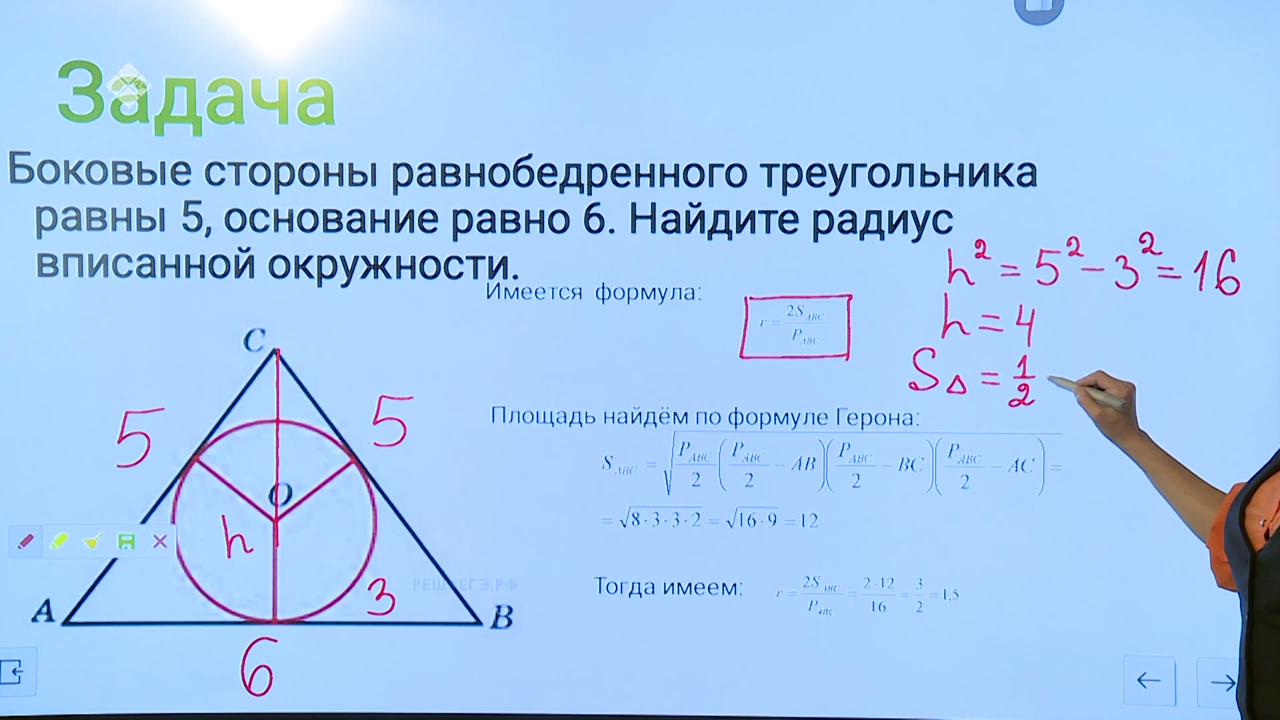 Задача
Боковые стороны равнобедренного треугольника
равны 5, основание равно 6. Найдите радиус
вписанной окружности.
Имеется формула:
r = 2S_ABC / P_ABC
h² = 5² − 3² = 16
h = 4
S_Δ = 1/2
Площадь найдём по формуле Герона:
S_ABC = √(P_ABC/2 (P_ABC/2 − AB)(P_ABC/2 − BC)(P_ABC/2 − AC)) =
= √8·3·3·2 = √16·9 = 12
Тогда имеем:
r = 2S_ABC / P_ABC = 2·12 / 16 = 3/2 = 1,5
C
5
5
O
h
3
A
B
6
РЕШУЕГЭ.РФ